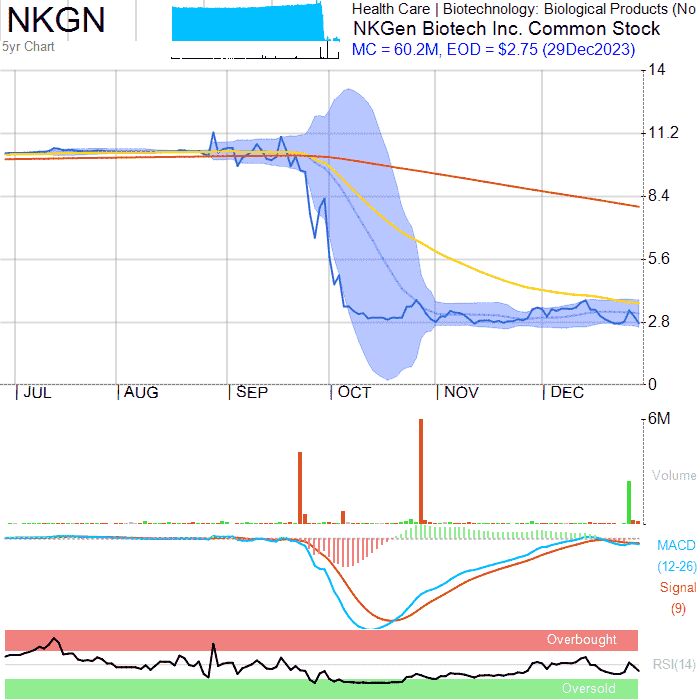 NKGN
5yr Chart
Health Care | Biotechnology: Biological Products (No
NKGen Biotech Inc. Common Stock
MC = 60.2M, EOD = $2.75 (29Dec2023)
14
11.2
8.4
5.6
2.8
0
JUL AUG SEP OCT NOV DEC
6M
Volume
MACD
(12-26)
Signal
(9)
Overbought
RSI(14)
Oversold